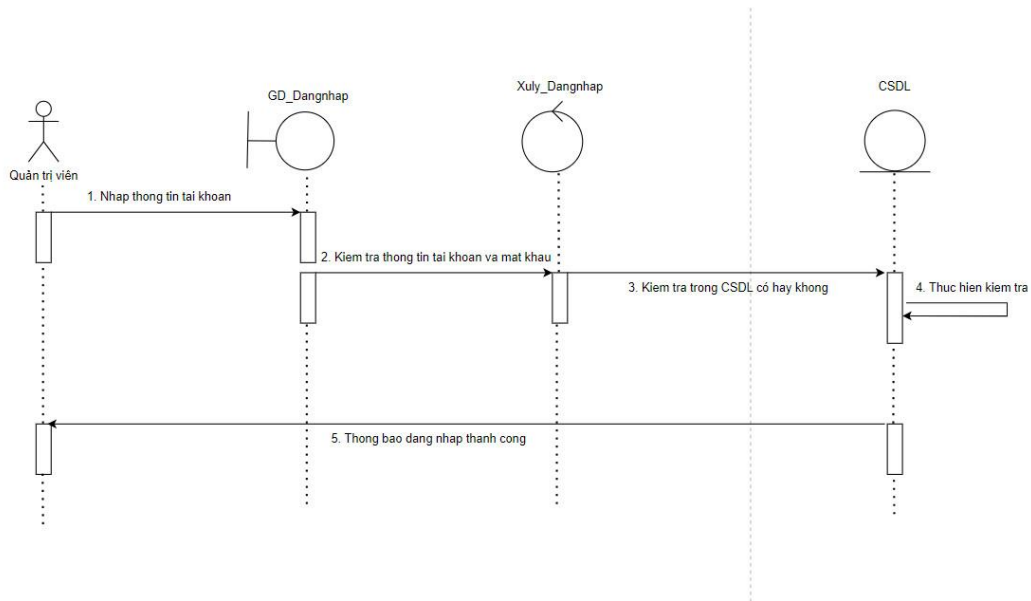 Xuly_Dangnhap
CSDL
GD_Dangnhap
Quản trị viên
1. Nhap thong tin tai khoan
2. Kiem tra thong tin tai khoan va mat khau
3. Kiem tra trong CSDL có hay khong
4. Thuc hien kiem tra
5. Thong bao dang nhap thanh cong